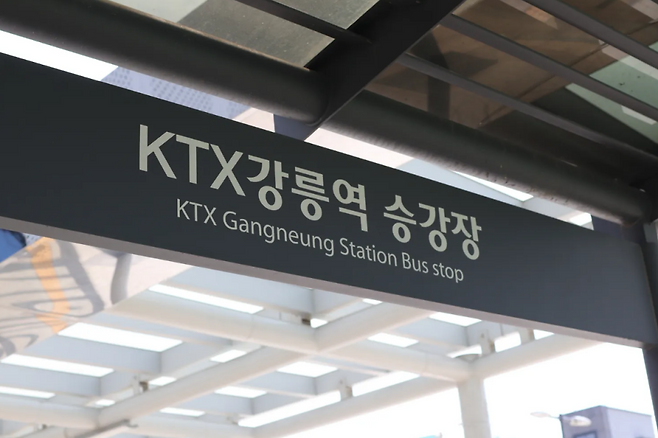 KTX강릉역 승강장
KTX Gangneung Station Bus stop